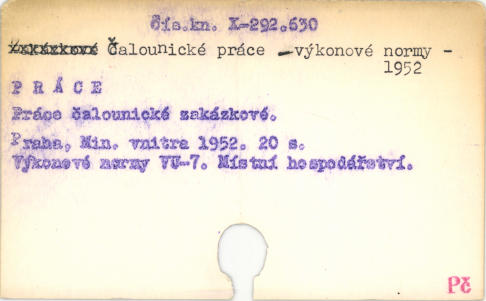 Čís.kn. X-292.630
Zakázkové Čalounické práce - výkonové normy -
1952
P R Á C E
Práce čalounické zakázkové.
Praha, Min. vnitra 1952. 20 s.
Výkonové normy VU-7. Místní hospodářství.
Pč